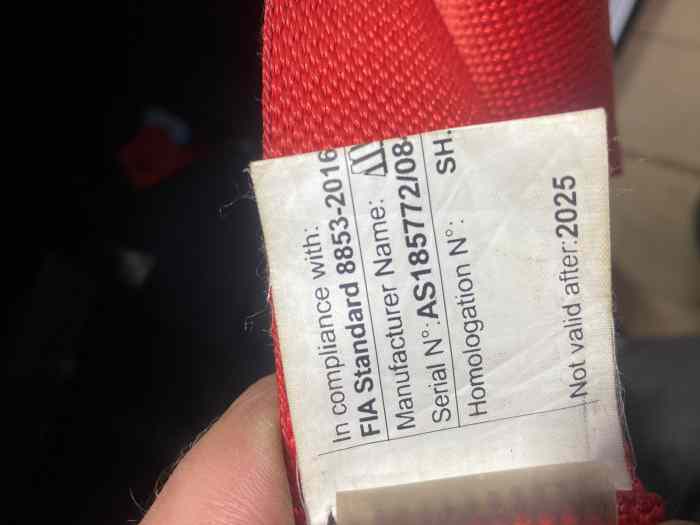 In compliance with:
FIA Standard 8853-2016
Manufacturer Name:
Serial N°: AS185772/08-
Homologation N°: SH.
Not valid after: 2025